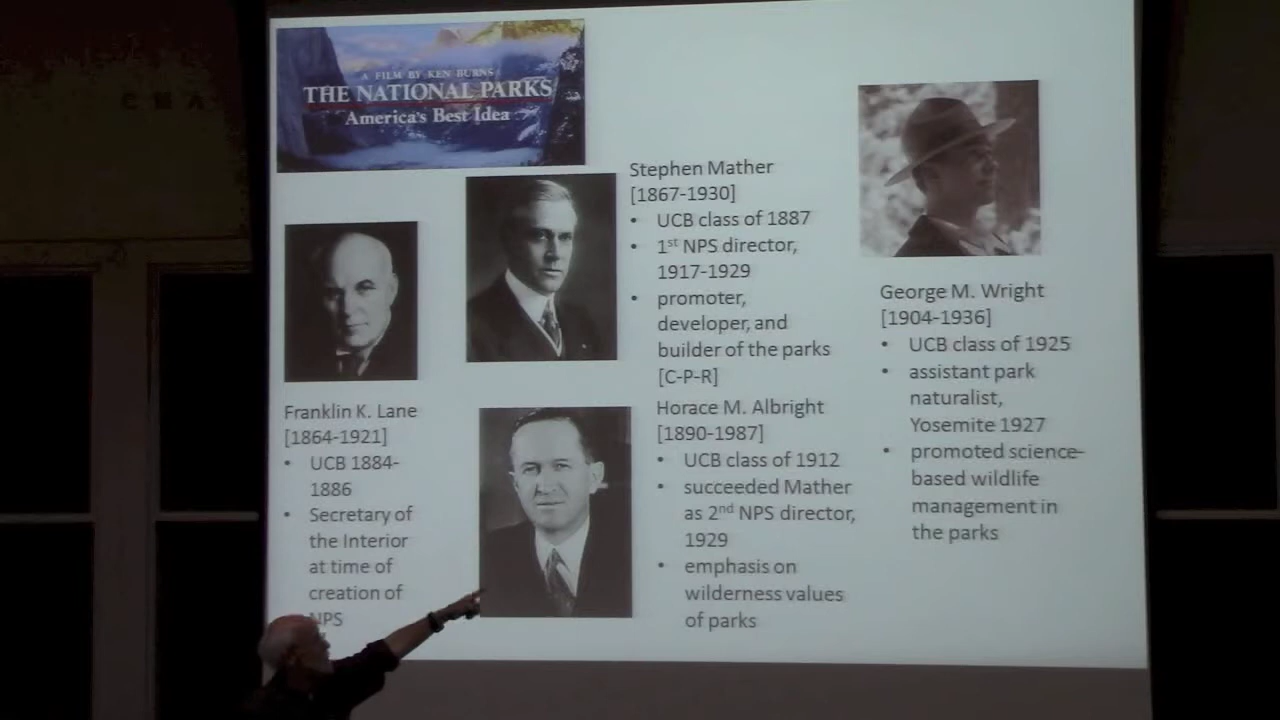 A FILM BY KEN BURNS
THE NATIONAL PARKS
America's Best Idea
Franklin K. Lane
[1864-1921]
• UCB 1884-
1886
• Secretary of
the Interior
at time of
creation of
NPS
Stephen Mather
[1867-1930]
• UCB class of 1887
• 1st NPS director,
1917-1929
• promoter,
developer, and
builder of the parks
[C-P-R]
Horace M. Albright
[1890-1987]
• UCB class of 1912
• succeeded Mather
as 2nd NPS director,
1929
• emphasis on
wilderness values
of parks
George M. Wright
[1904-1936]
• UCB class of 1925
• assistant park
naturalist,
Yosemite 1927
• promoted science-
based wildlife
management in
the parks